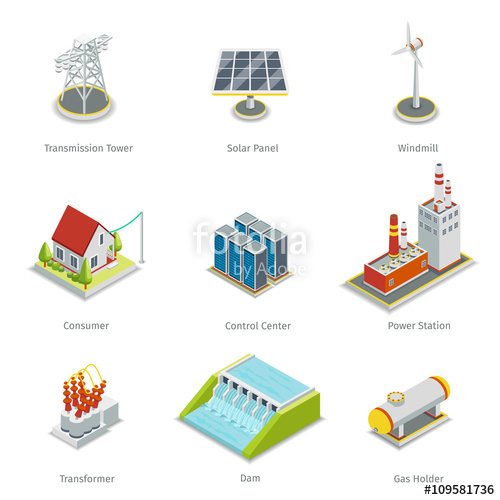 Transmission Tower
Solar Panel
Windmill
fotolia
by Adobe
Consumer
Control Center
Power Station
Transformer
Dam
Gas Holder
#109581736